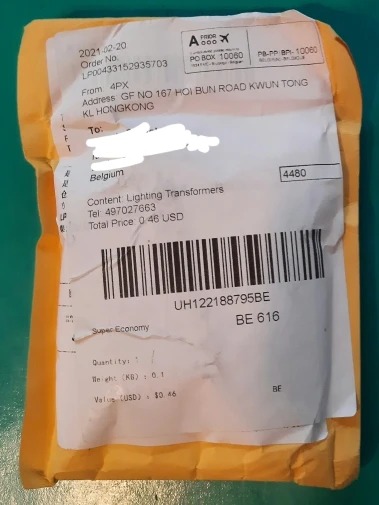 2021-02-20
Order No.
LP00433152935703
A PRIOR
PO BOX 10060
PB-PP|BPI- 10060
From 4PX
Address GF NO 167 HOI BUN ROAD KWUN TONG
KL HONGKONG
To:
Belgium
4480
Content: Lighting Transformers
Tel: 497027663
Total Price: 0.46 USD
UH122188795BE
BE 616
Super Economy
Quantity:
Weight (KG) : 0.1
Value (USD) : $0.46
BE